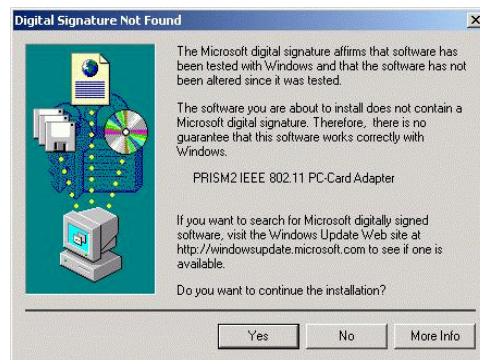 Digital Signature Not Found
The Microsoft digital signature affirms that software has
been tested with Windows and that the software has not
been altered since it was tested.
The software you are about to install does not contain a
Microsoft digital signature. Therefore, there is no
guarantee that this software works correctly with
Windows.
PRISM2 IEEE 802.11 PC-Card Adapter
If you want to search for Microsoft digitally signed
software, visit the Windows Update Web site at
http://windowsupdate.microsoft.com to see if one is
available.
Do you want to continue the installation?
Yes No More Info